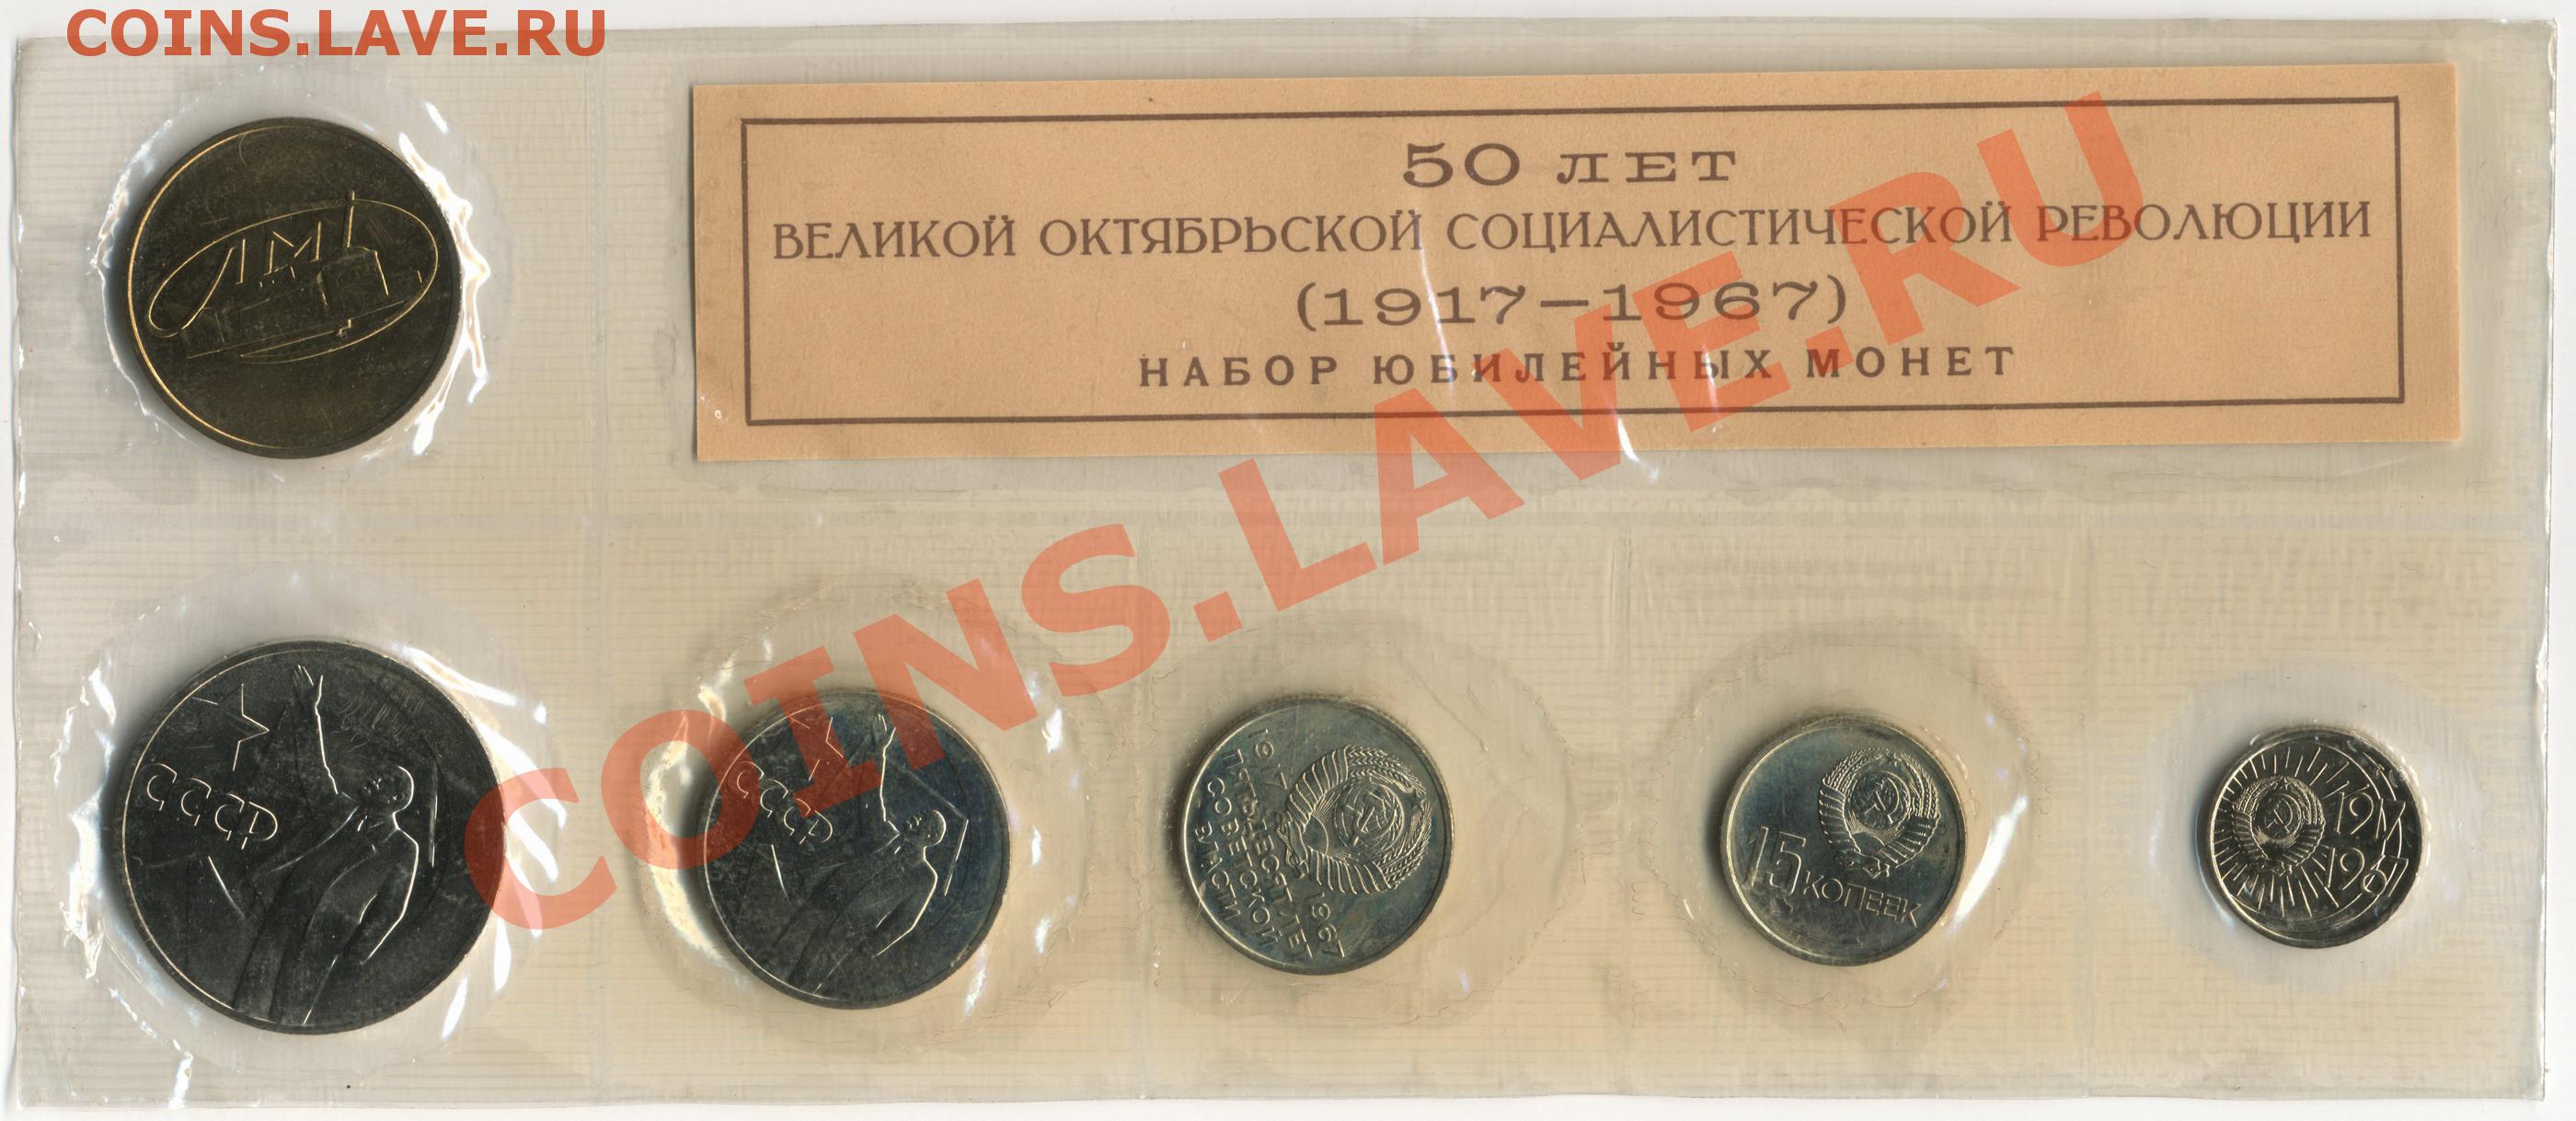 COINS.LAVE.RU
50 ЛЕТ
ВЕЛИКОЙ ОКТЯБРЬСКОЙ СОЦИАЛИСТИЧЕСКОЙ РЕВОЛЮЦИИ
(1917–1967)
НАБОР ЮБИЛЕЙНЫХ МОНЕТ
ЛМД
COINS.LAVE.RU
СССР
СССР
1917
1967
ПЯТЬДЕСЯТ ЛЕТ
СОВЕТСКОЙ
ВЛАСТИ
15
КОПЕЕК